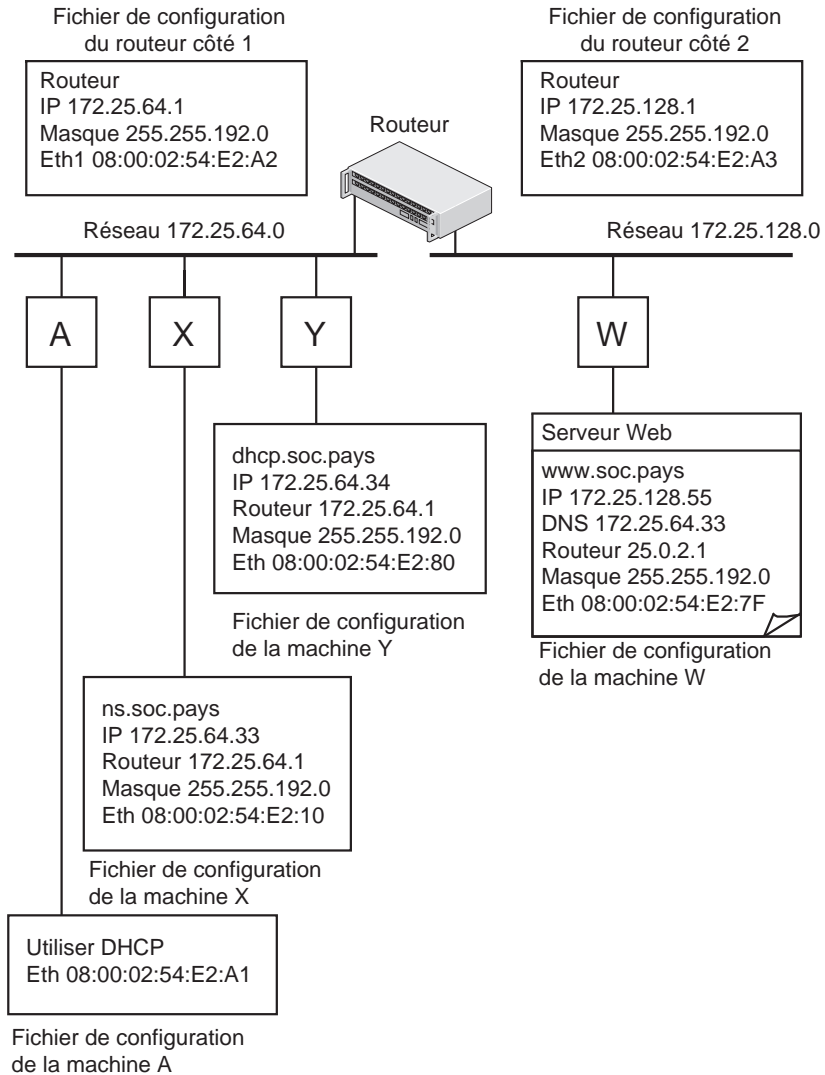 Fichier de configuration
du routeur côté 1
Routeur
IP 172.25.64.1
Masque 255.255.192.0
Eth1 08:00:02:54:E2:A2
Fichier de configuration
du routeur côté 2
Routeur
IP 172.25.128.1
Masque 255.255.192.0
Eth2 08:00:02:54:E2:A3
Routeur
Réseau 172.25.64.0
Réseau 172.25.128.0
A
X
Y
W
dhcp.soc.pays
IP 172.25.64.34
Routeur 172.25.64.1
Masque 255.255.192.0
Eth 08:00:02:54:E2:80
Fichier de configuration
de la machine Y
Serveur Web
www.soc.pays
IP 172.25.128.55
DNS 172.25.64.33
Routeur 25.0.2.1
Masque 255.255.192.0
Eth 08:00:02:54:E2:7F
Fichier de configuration
de la machine W
ns.soc.pays
IP 172.25.64.33
Routeur 172.25.64.1
Masque 255.255.192.0
Eth 08:00:02:54:E2:10
Fichier de configuration
de la machine X
Utiliser DHCP
Eth 08:00:02:54:E2:A1
Fichier de configuration
de la machine A